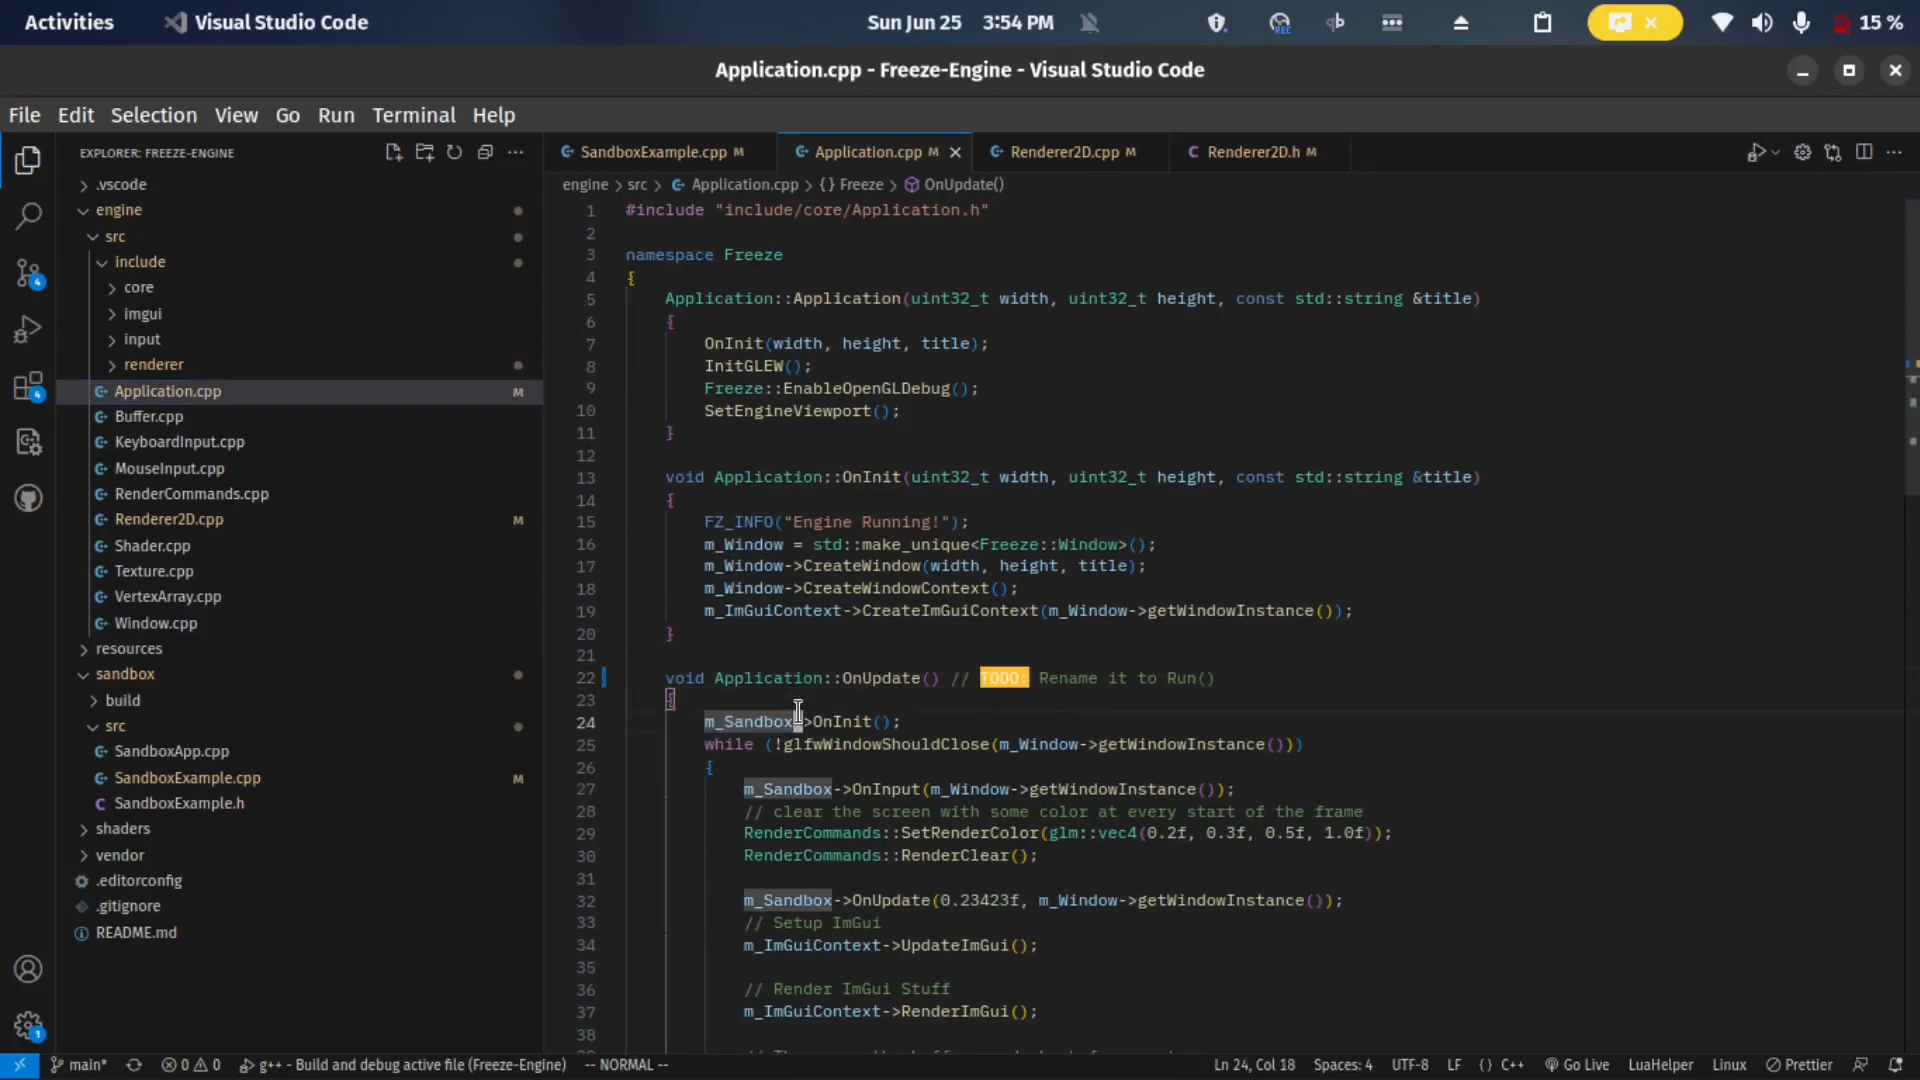 Activities Visual Studio Code Sun Jun 25 3:54 PM REC 15 %
Application.cpp - Freeze-Engine - Visual Studio Code
File Edit Selection View Go Run Terminal Help
EXPLORER: FREEZE-ENGINE
.vscode
engine
src
include
core
imgui
input
renderer
Application.cpp M
Buffer.cpp
KeyboardInput.cpp
MouseInput.cpp
RenderCommands.cpp
Renderer2D.cpp M
Shader.cpp
Texture.cpp
VertexArray.cpp
Window.cpp
resources
sandbox
build
src
SandboxApp.cpp
SandboxExample.cpp M
SandboxExample.h
shaders
vendor
.editorconfig
.gitignore
README.md
4
4
1
SandboxExample.cpp M Application.cpp M Renderer2D.cpp M C Renderer2D.h M
engine > src > Application.cpp > {} Freeze > OnUpdate()
1 #include "include/core/Application.h"
2
3 namespace Freeze
4 {
5 Application::Application(uint32_t width, uint32_t height, const std::string &title)
6 {
7 OnInit(width, height, title);
8 InitGLEW();
9 Freeze::EnableOpenGLDebug();
10 SetEngineViewport();
11 }
12
13 void Application::OnInit(uint32_t width, uint32_t height, const std::string &title)
14 {
15 FZ_INFO("Engine Running!");
16 m_Window = std::make_unique<Freeze::Window>();
17 m_Window->CreateWindow(width, height, title);
18 m_Window->CreateWindowContext();
19 m_ImGuiContext->CreateImGuiContext(m_Window->getWindowInstance());
20 }
21
22 void Application::OnUpdate() // TODO: Rename it to Run()
23 {
24 m_Sandbox->OnInit();
25 while (!glfwWindowShouldClose(m_Window->getWindowInstance()))
26 {
27 m_Sandbox->OnInput(m_Window->getWindowInstance());
28 // clear the screen with some color at every start of the frame
29 RenderCommands::SetRenderColor(glm::vec4(0.2f, 0.3f, 0.5f, 1.0f));
30 RenderCommands::RenderClear();
31
32 m_Sandbox->OnUpdate(0.23423f, m_Window->getWindowInstance());
33 // Setup ImGui
34 m_ImGuiContext->UpdateImGui();
35
36 // Render ImGui Stuff
37 m_ImGuiContext->RenderImGui();
38
main* 0 0 g++ - Build and debug active file (Freeze-Engine) -- NORMAL -- Ln 24, Col 18 Spaces: 4 UTF-8 LF {} C++ Go Live LuaHelper Linux Prettier